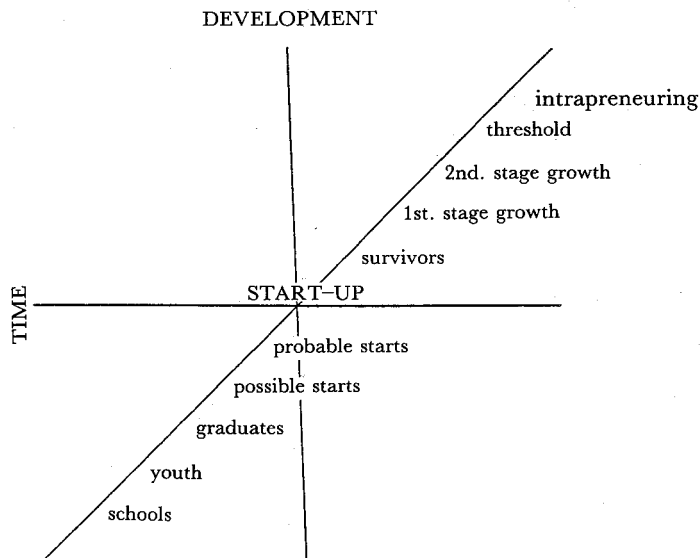 DEVELOPMENT
intrapreneuring
threshold
2nd. stage growth
1st. stage growth
survivors
TIME
START–UP
probable starts
possible starts
graduates
youth
schools